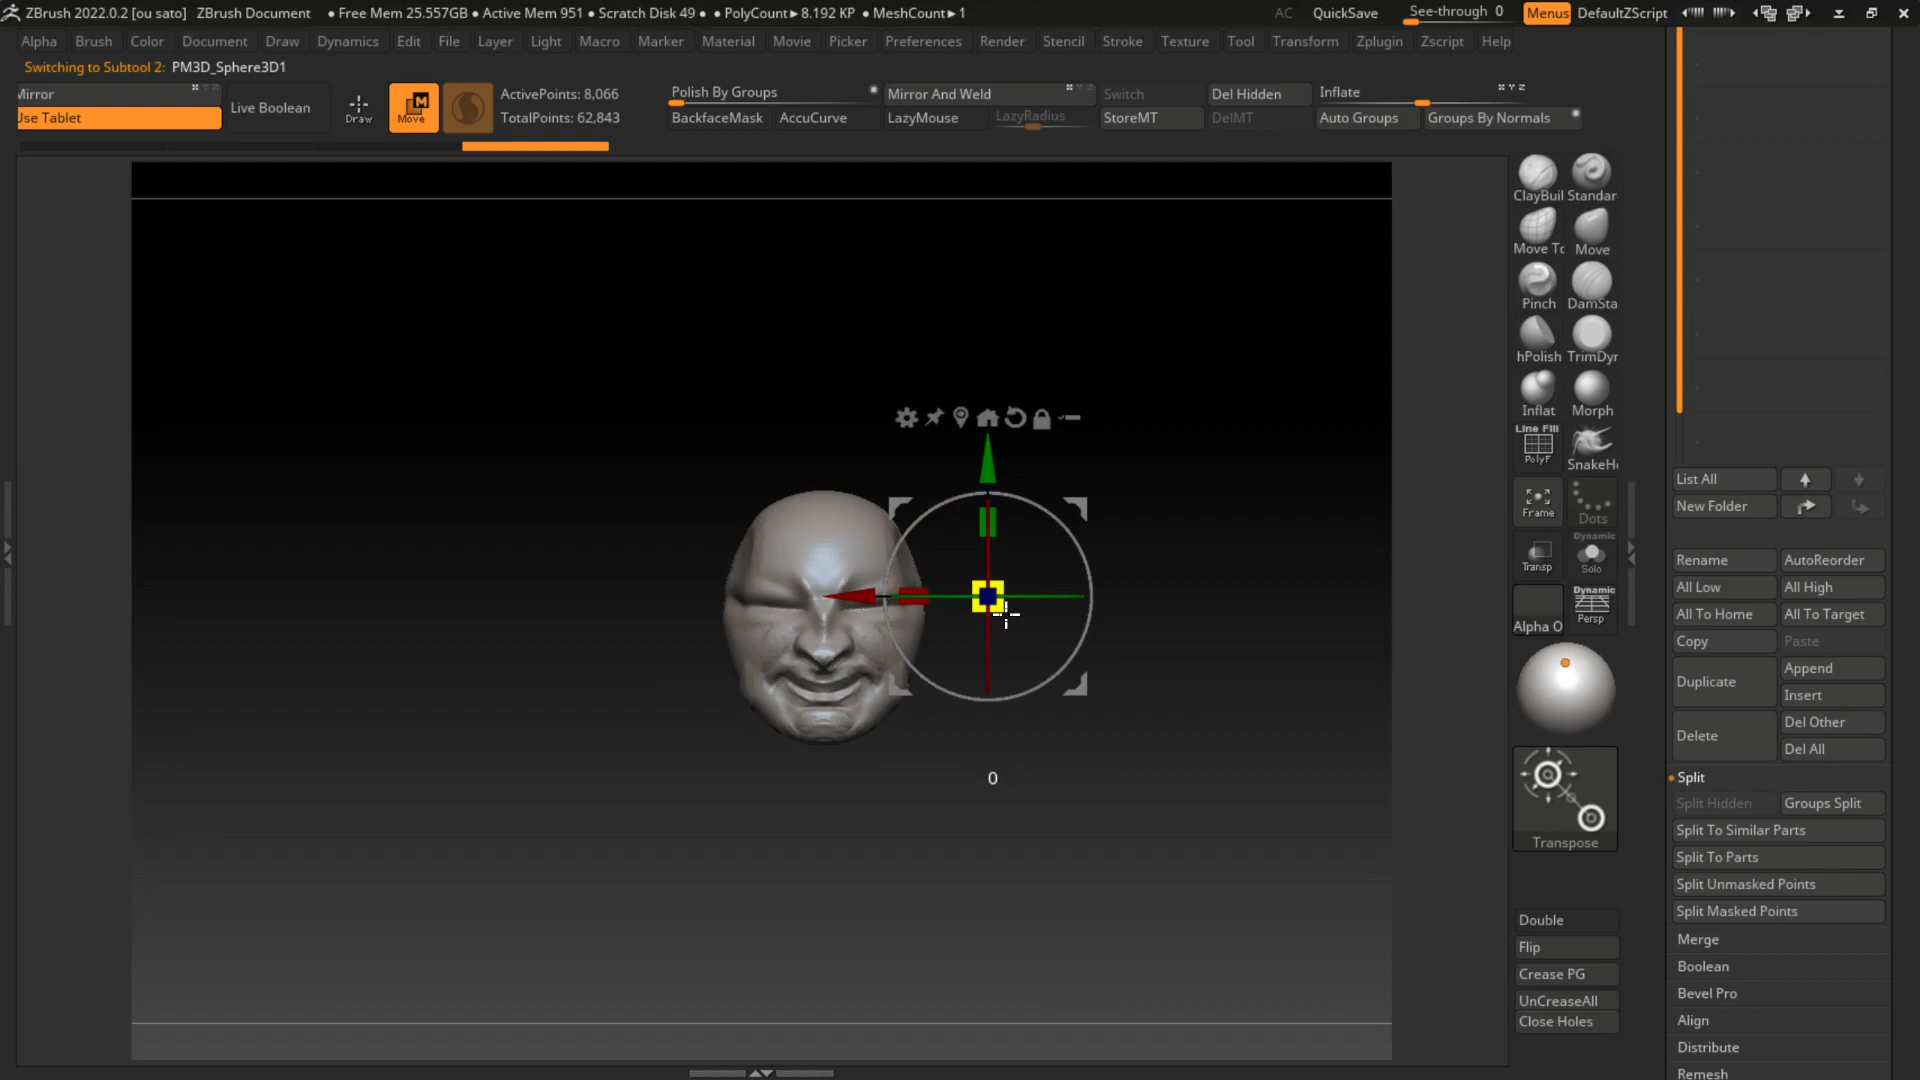 ZBrush 2022.0.2 [ou sato] ZBrush Document • Free Mem 25.557GB • Active Mem 951 • Scratch Disk 49 • • PolyCount▸8.192 KP • MeshCount▸1 AC QuickSave See-through 0 Menus DefaultZScript
Alpha Brush Color Document Draw Dynamics Edit File Layer Light Macro Marker Material Movie Picker Preferences Render Stencil Stroke Texture Tool Transform Zplugin Zscript Help
Switching to Subtool 2: PM3D_Sphere3D1
Mirror
Use Tablet
Live Boolean
Draw
Move
ActivePoints: 8,066
TotalPoints: 62,843
Polish By Groups
BackfaceMask AccuCurve
Mirror And Weld
LazyMouse LazyRadius
Switch
StoreMT
Del Hidden
DelMT
Inflate
Auto Groups Groups By Normals
ClayBuil Standar
Move To Move
Pinch DamSta
hPolish TrimDyn
Inflat Morph
Line Fill
PolyF SnakeHo
Frame Dots
Transp
Dynamic
Solo
Alpha O
Dynamic
Persp
Transpose
Double
Flip
Crease PG
UnCreaseAll
Close Holes
0
List All
New Folder
Rename AutoReorder
All Low All High
All To Home All To Target
Copy Paste
Duplicate Append
Insert
Delete Del Other
Del All
Split
Split Hidden Groups Split
Split To Similar Parts
Split To Parts
Split Unmasked Points
Split Masked Points
Merge
Boolean
Bevel Pro
Align
Distribute
Remesh